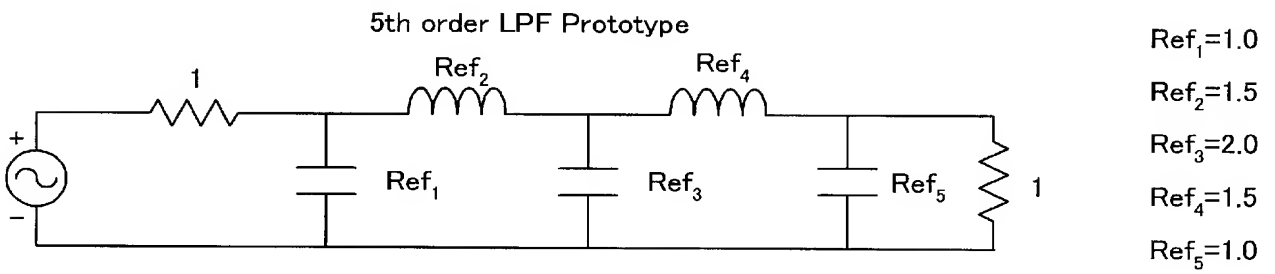 5th order LPF Prototype
1
Ref₂
Ref₄
+
-
Ref₁
Ref₃
Ref₅
1
Ref₁=1.0
Ref₂=1.5
Ref₃=2.0
Ref₄=1.5
Ref₅=1.0